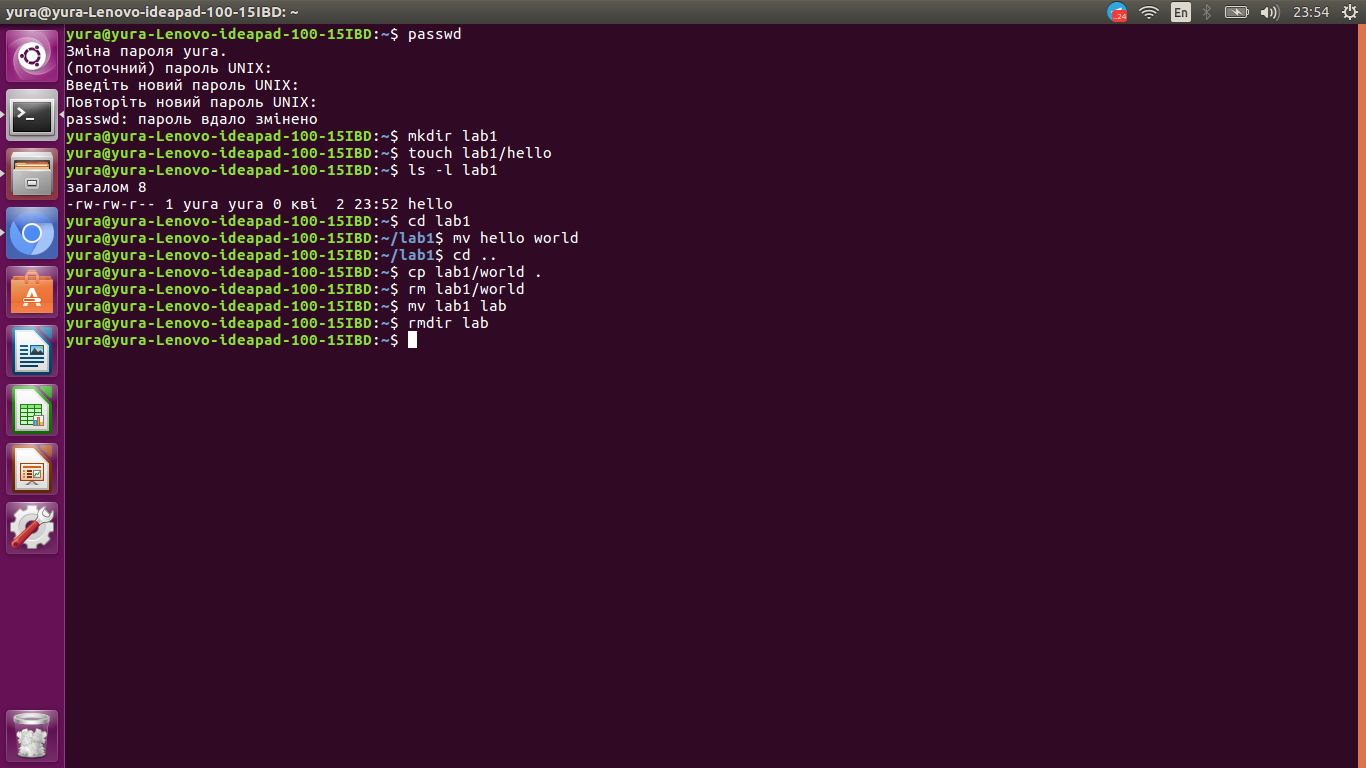 yura@yura-Lenovo-ideapad-100-15IBD: ~
24
En
23:54
yura@yura-Lenovo-ideapad-100-15IBD:~$ passwd
Зміна пароля yura.
(поточний) пароль UNIX:
Введіть новий пароль UNIX:
Повторіть новий пароль UNIX:
passwd: пароль вдало змінено
yura@yura-Lenovo-ideapad-100-15IBD:~$ mkdir lab1
yura@yura-Lenovo-ideapad-100-15IBD:~$ touch lab1/hello
yura@yura-Lenovo-ideapad-100-15IBD:~$ ls -l lab1
загалом 8
-rw-rw-r-- 1 yura yura 0 кві  2 23:52 hello
yura@yura-Lenovo-ideapad-100-15IBD:~$ cd lab1
yura@yura-Lenovo-ideapad-100-15IBD:~/lab1$ mv hello world
yura@yura-Lenovo-ideapad-100-15IBD:~/lab1$ cd ..
yura@yura-Lenovo-ideapad-100-15IBD:~$ cp lab1/world .
yura@yura-Lenovo-ideapad-100-15IBD:~$ rm lab1/world
yura@yura-Lenovo-ideapad-100-15IBD:~$ mv lab1 lab
yura@yura-Lenovo-ideapad-100-15IBD:~$ rmdir lab
yura@yura-Lenovo-ideapad-100-15IBD:~$